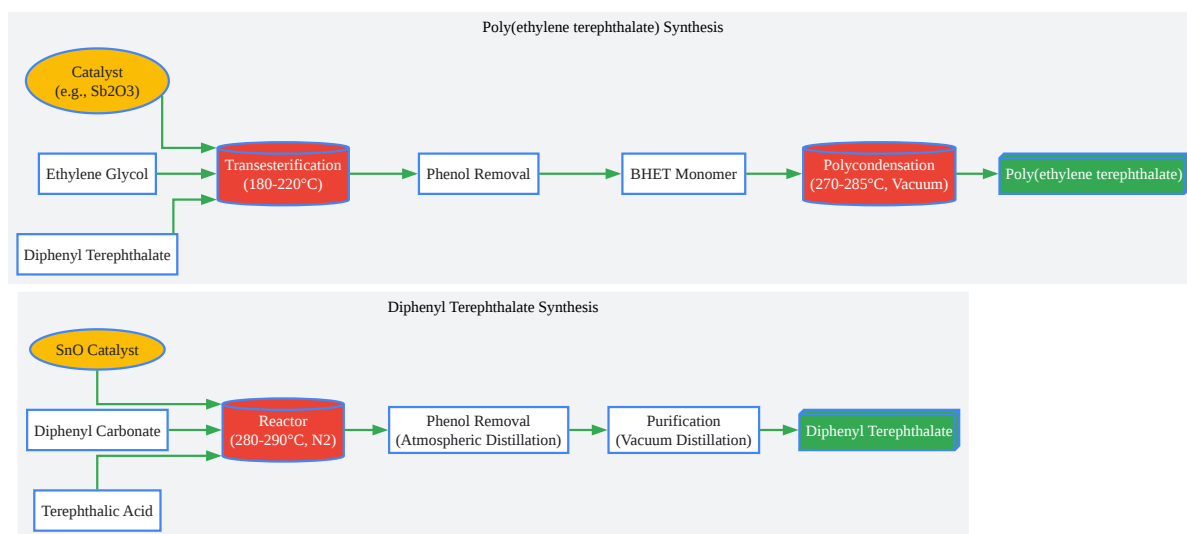 Poly(ethylene terephthalate) Synthesis
Catalyst
(e.g., Sb2O3)
Ethylene Glycol
Diphenyl Terephthalate
Transesterification
(180-220°C)
Phenol Removal
BHET Monomer
Polycondensation
(270-285°C, Vacuum)
Poly(ethylene terephthalate)
Diphenyl Terephthalate Synthesis
SnO Catalyst
Diphenyl Carbonate
Terephthalic Acid
Reactor
(280-290°C, N2)
Phenol Removal
(Atmospheric Distillation)
Purification
(Vacuum Distillation)
Diphenyl Terephthalate